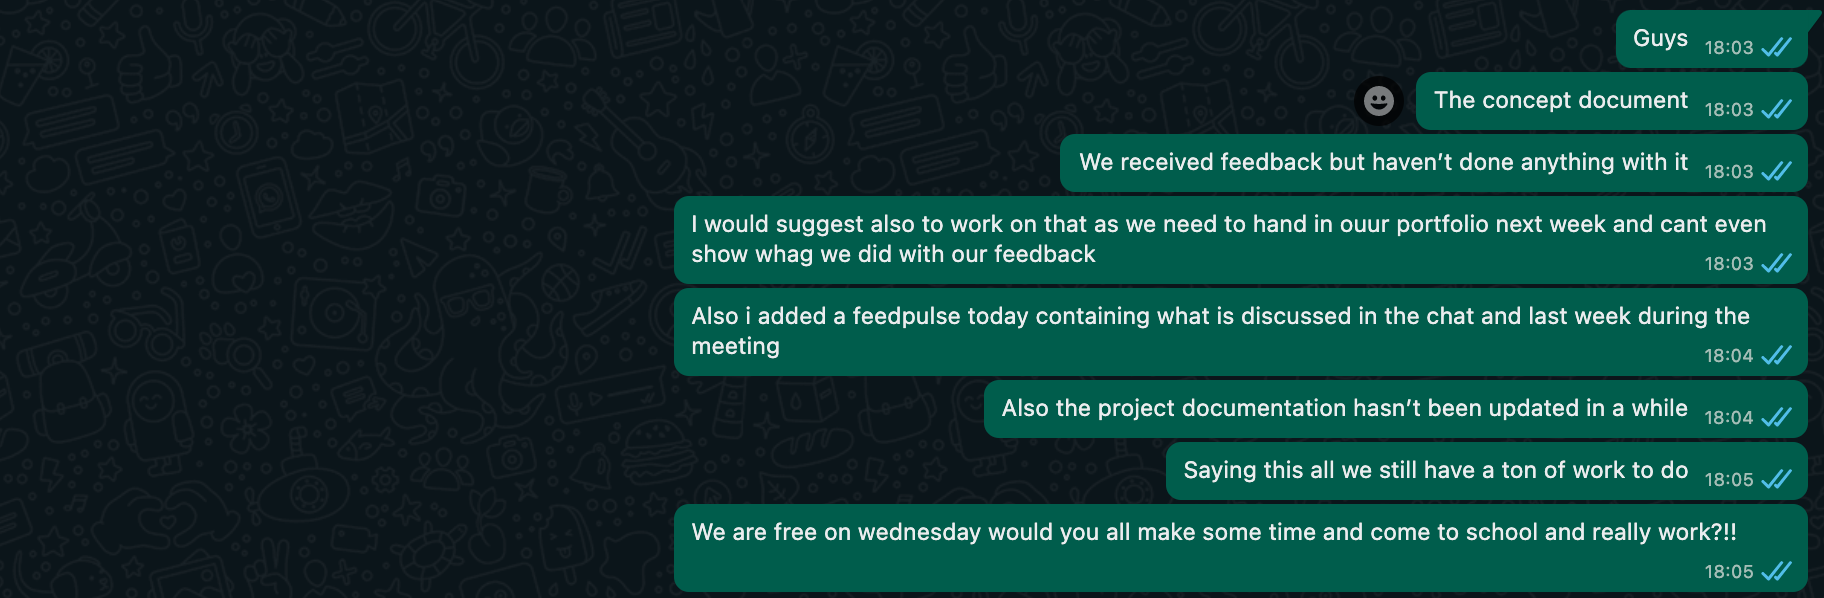 Guys 18:03
The concept document 18:03
We received feedback but haven’t done anything with it 18:03
I would suggest also to work on that as we need to hand in ouur portfolio next week and cant even
show whag we did with our feedback 18:03
Also i added a feedpulse today containing what is discussed in the chat and last week during the
meeting 18:04
Also the project documentation hasn’t been updated in a while 18:04
Saying this all we still have a ton of work to do 18:05
We are free on wednesday would you all make some time and come to school and really work?!!
18:05